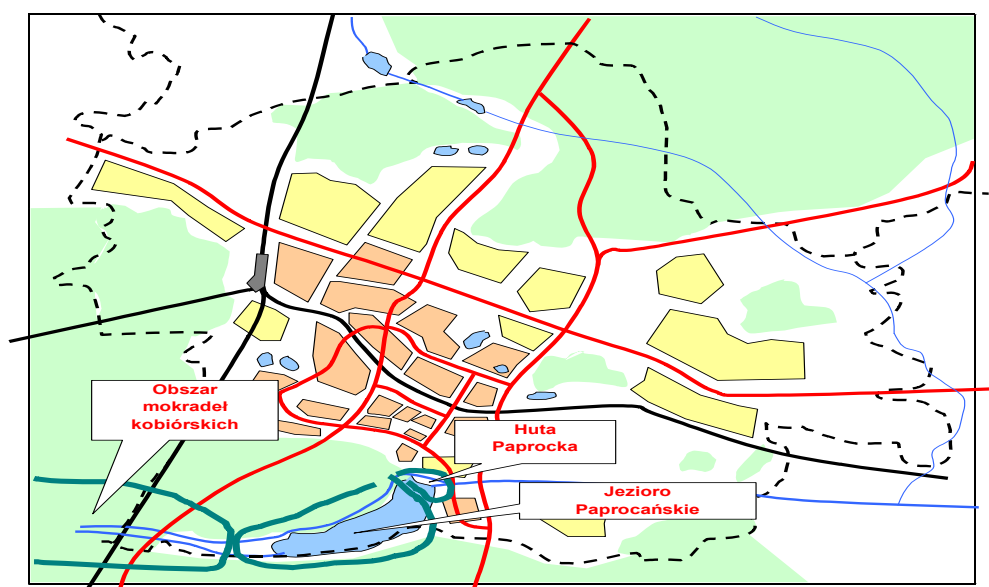 Obszar
mokradeł
kobiórskich
Huta
Paprocka
Jezioro
Paprocańskie